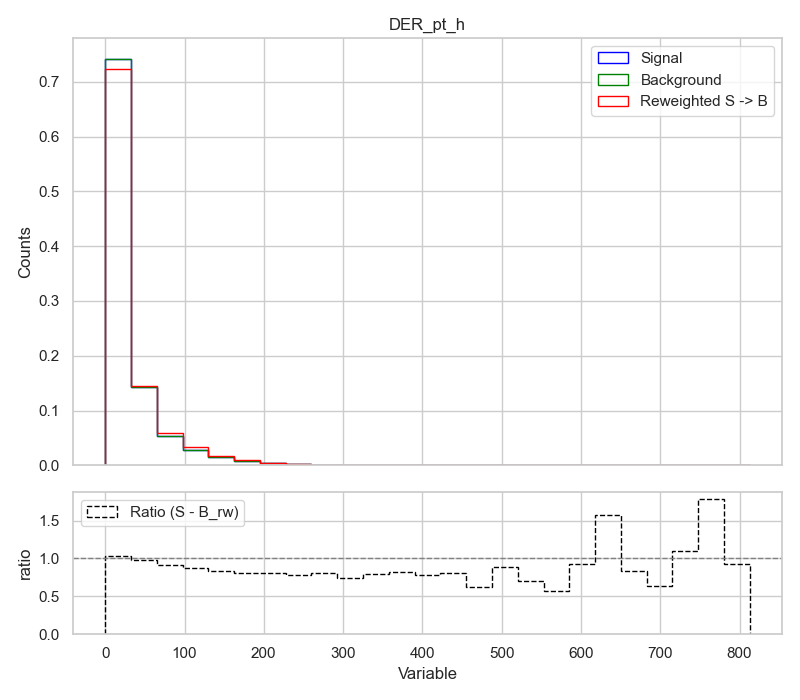 DER_pt_h
Signal
Background
Reweighted S -> B
Counts
0.7
0.6
0.5
0.4
0.3
0.2
0.1
0.0
Ratio (S - B_rw)
ratio
1.5
1.0
0.5
0.0
0 100 200 300 400 500 600 700 800
Variable